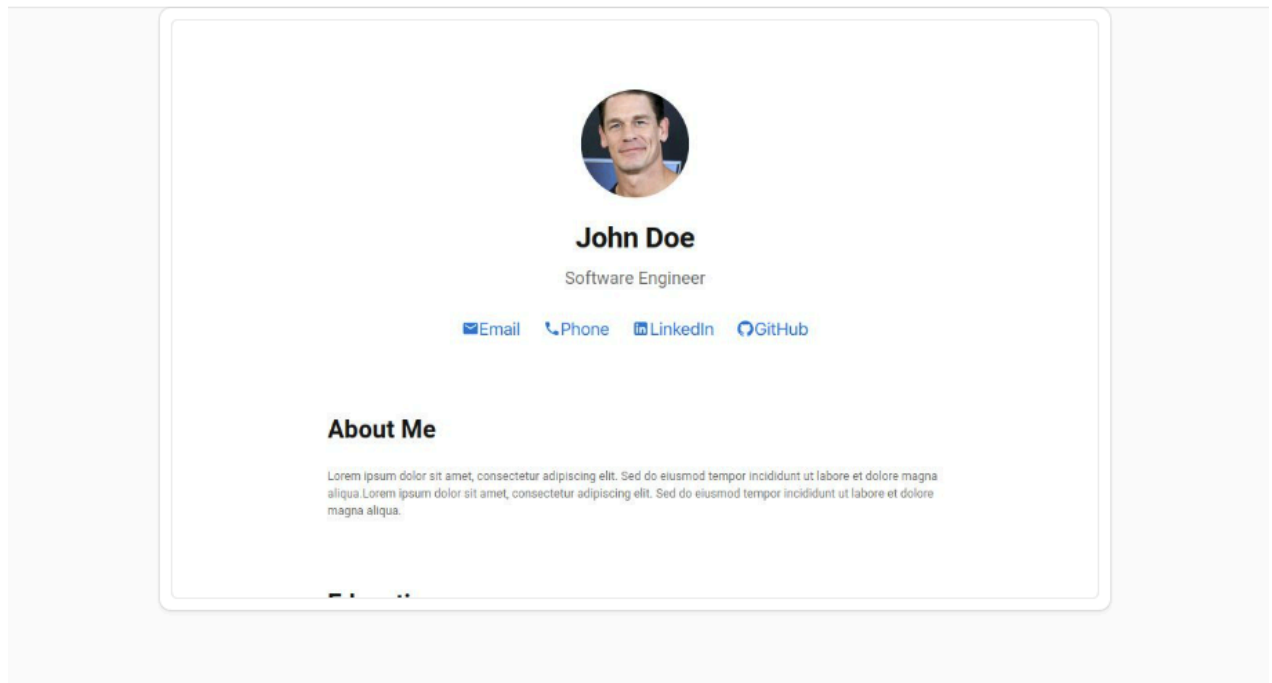 John Doe
Software Engineer
Email Phone LinkedIn GitHub
About Me
Lorem ipsum dolor sit amet, consectetur adipiscing elit. Sed do eiusmod tempor incididunt ut labore et dolore magna
aliqua.Lorem ipsum dolor sit amet, consectetur adipiscing elit. Sed do eiusmod tempor incididunt ut labore et dolore
magna aliqua.